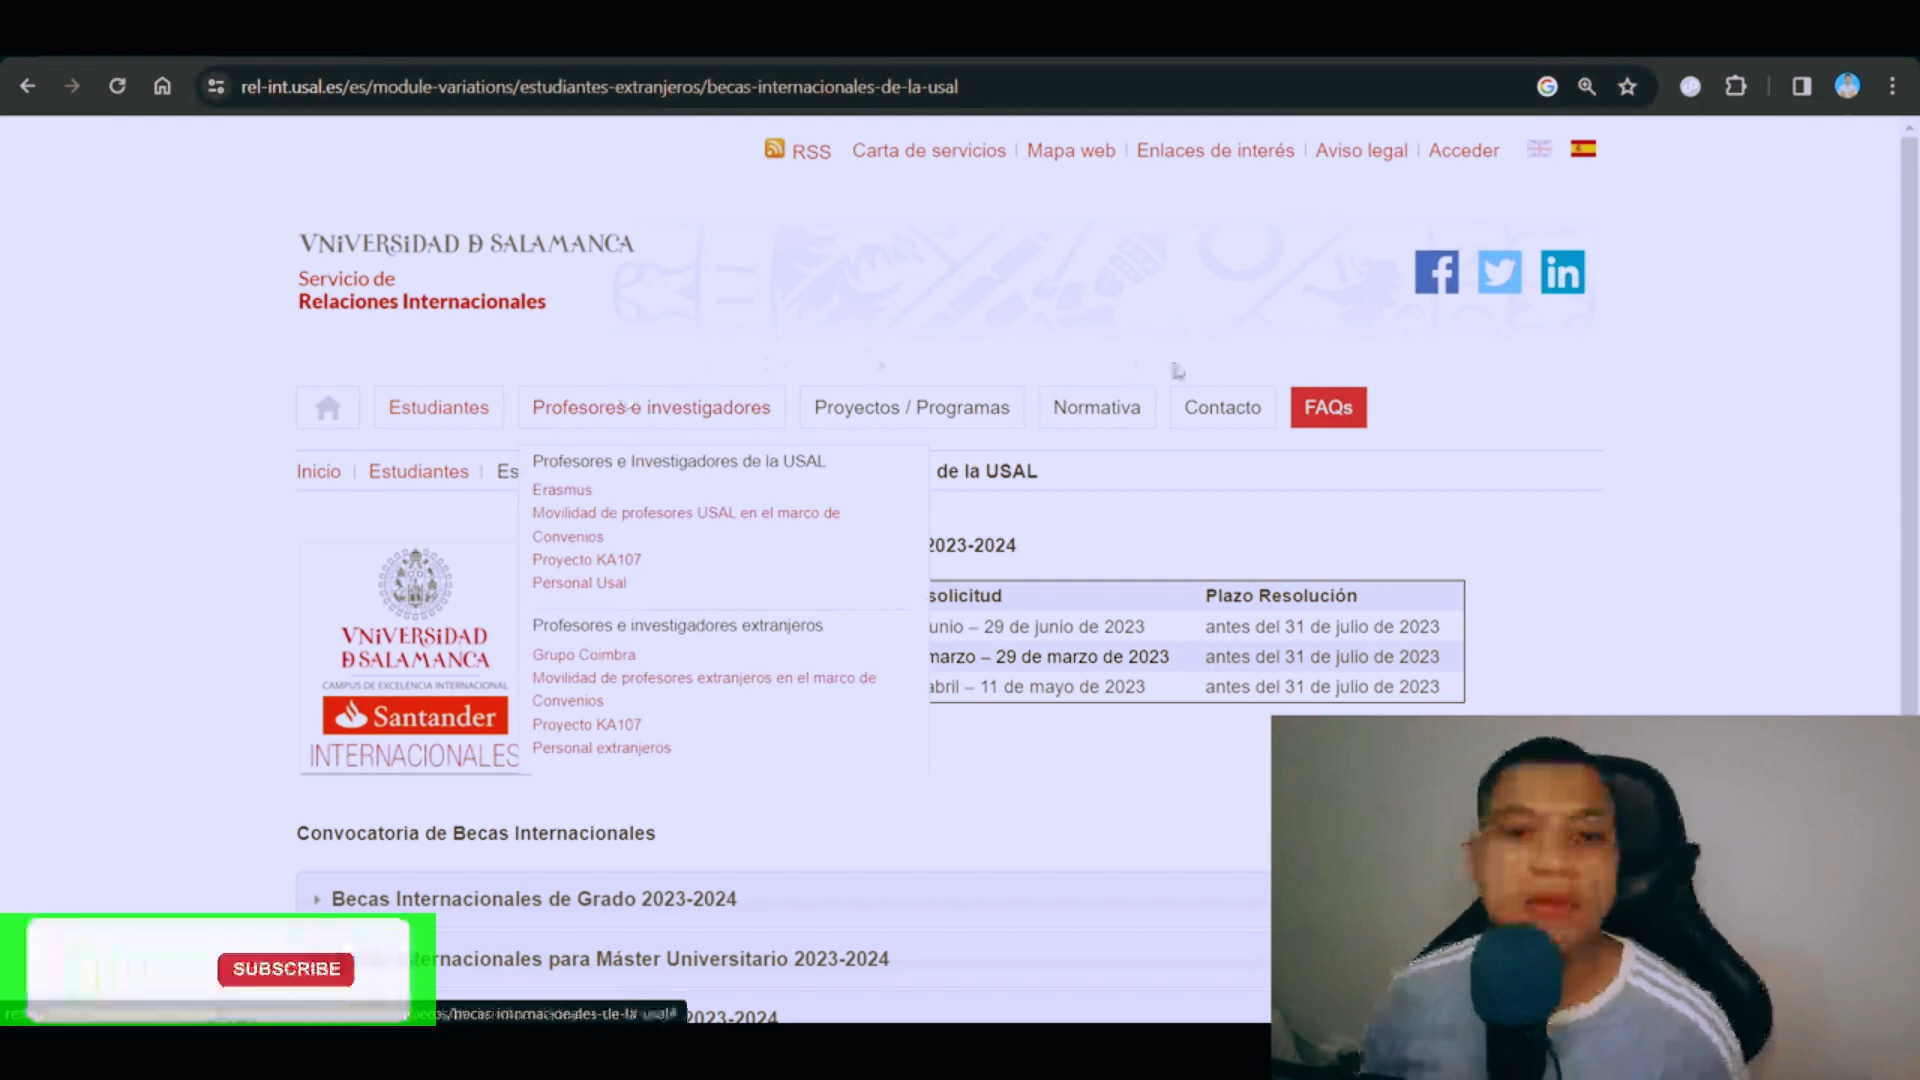 rel-int.usal.es/es/module-variations/estudiantes-extranjeros/becas-internacionales-de-la-usal
RSS Carta de servicios | Mapa web | Enlaces de interés | Aviso legal | Acceder
VNiVERSiDAD Ð SALAMANCA
Servicio de
Relaciones Internacionales
Estudiantes Profesores e investigadores Proyectos / Programas Normativa Contacto FAQs
Inicio | Estudiantes | Es
de la USAL
Profesores e Investigadores de la USAL
Erasmus
Movilidad de profesores USAL en el marco de
Convenios
Proyecto KA107
Personal Usal
Profesores e investigadores extranjeros
Grupo Coimbra
Movilidad de profesores extranjeros en el marco de
Convenios
Proyecto KA107
Personal extranjeros
2023-2024
solicitud Plazo Resolución
unio – 29 de junio de 2023 antes del 31 de julio de 2023
marzo – 29 de marzo de 2023 antes del 31 de julio de 2023
abril – 11 de mayo de 2023 antes del 31 de julio de 2023
VNiVERSiDAD
Ð SALAMANCA
CAMPUS DE EXCELENCIA INTERNACIONAL
Santander
INTERNACIONALES
Convocatoria de Becas Internacionales
Becas Internacionales de Grado 2023-2024
rnacionales para Máster Universitario 2023-2024
2023-2024
SUBSCRIBE